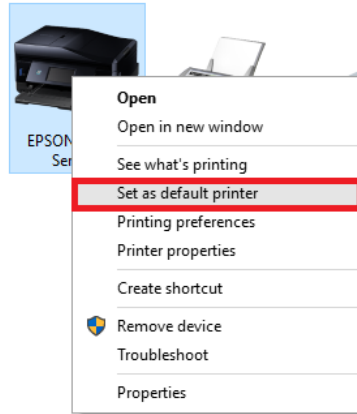 EPSON
Ser
Open
Open in new window
See what's printing
Set as default printer
Printing preferences
Printer properties
Create shortcut
Remove device
Troubleshoot
Properties